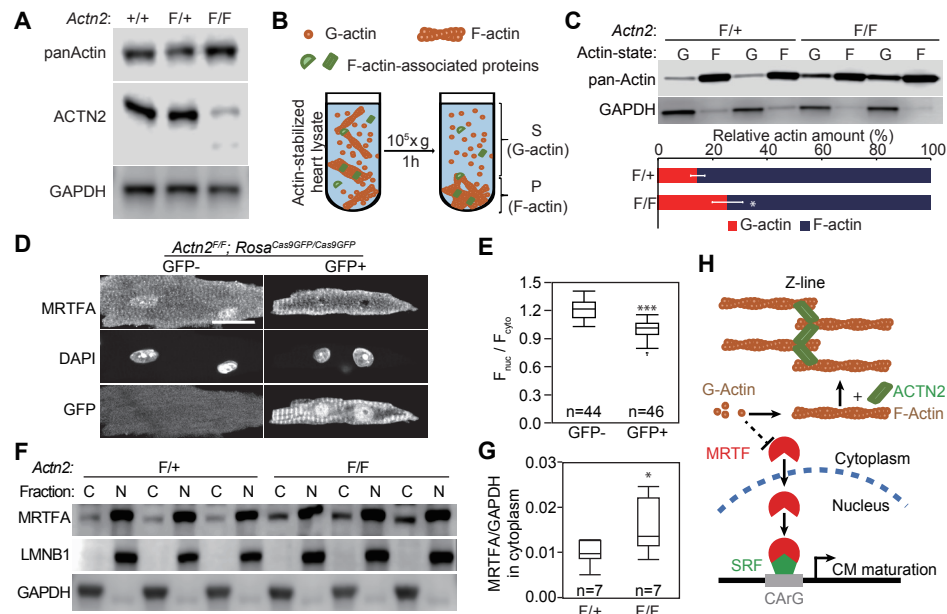 A
Actn2: +/+ F/+ F/F
panActin
ACTN2
GAPDH
B
G-actin F-actin
F-actin-associated proteins
Actin-stabilized
heart lysate
10⁵x g
1h
S
(G-actin)
P
(F-actin)
C
Actn2: F/+ F/F
Actin-state: G F G F G F G F
pan-Actin
GAPDH
Relative actin amount (%)
0 20 40 60 80 100
F/+
F/F *
G-actin F-actin
D
Actn2F/F; RosaCas9GFP/Cas9GFP
GFP- GFP+
MRTFA
DAPI
GFP
E
Fnuc / Fcyto
1.5
1.2
0.9
0.6
0.3
0
***
n=44 n=46
GFP- GFP+
F
Actn2: F/+ F/F
Fraction: C N C N C N C N C N C N
MRTFA
LMNB1
GAPDH
G
MRTFA/GAPDH
in cytoplasm
0.03
0.02
0.01
0.00
*
n=7 n=7
F/+ F/F
H
Z-line
+ ACTN2
G-Actin
F-Actin
MRTF
Cytoplasm
Nucleus
SRF
CM maturation
CArG